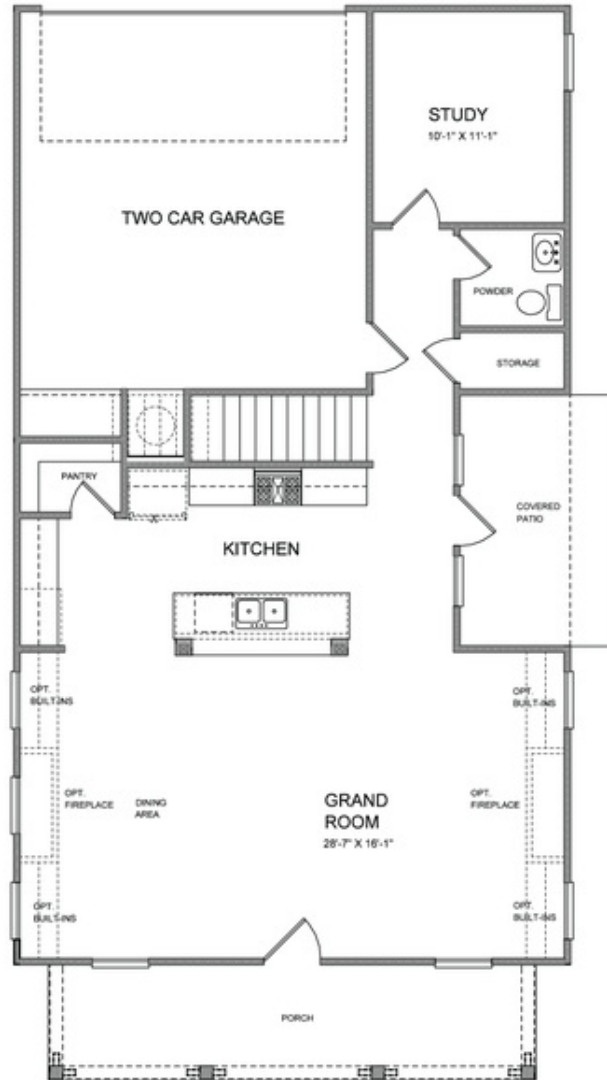 STUDY
10'-1" X 11'-1"
TWO CAR GARAGE
POWDER
STORAGE
PANTRY
COVERED
PATIO
KITCHEN
OPT.
BUILT-INS
OPT.
BUILT-INS
OPT.
FIREPLACE
DINING
AREA
GRAND
ROOM
28'-7" X 16'-1"
OPT.
FIREPLACE
OPT.
BUILT-INS
OPT.
BUILT-INS
PORCH